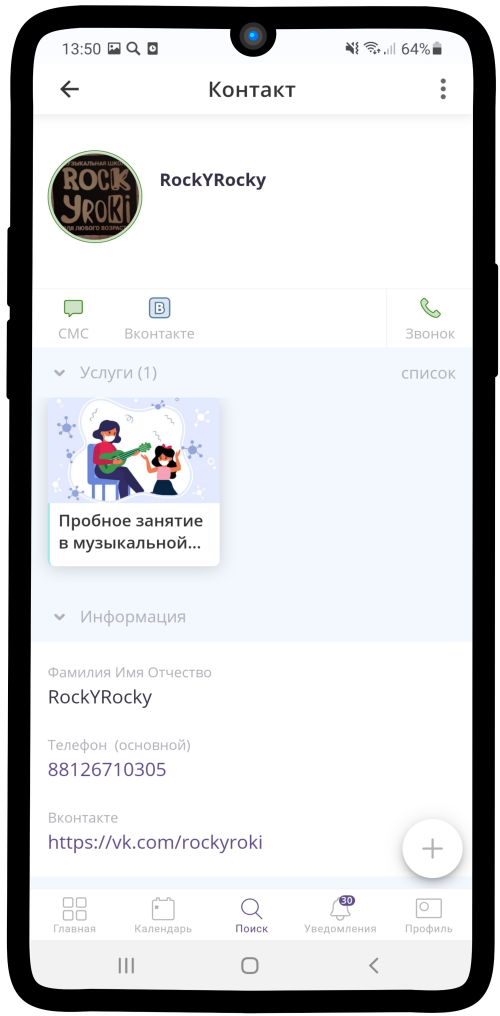 13:50
64%
Контакт
МУЗЫКАЛЬНАЯ ШКОЛА
ROCK
YROKi
ДЛЯ ЛЮБОГО ВОЗРАСТА
RockYRocky
СМС
Вконтакте
Звонок
Услуги (1)
список
Пробное занятие
в музыкальной...
Информация
Фамилия Имя Отчество
RockYRocky
Телефон (основной)
88126710305
Вконтакте
https://vk.com/rockyroki
30
Главная
Календарь
Поиск
Уведомления
Профиль